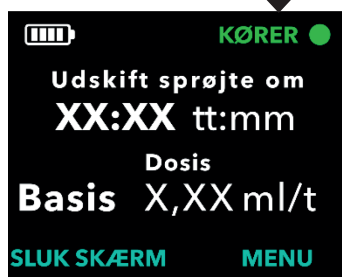 KØRER
Udskift sprøjte om
XX:XX tt:mm
Dosis
Basis X,XX ml/t
SLUK SKÆRM MENU